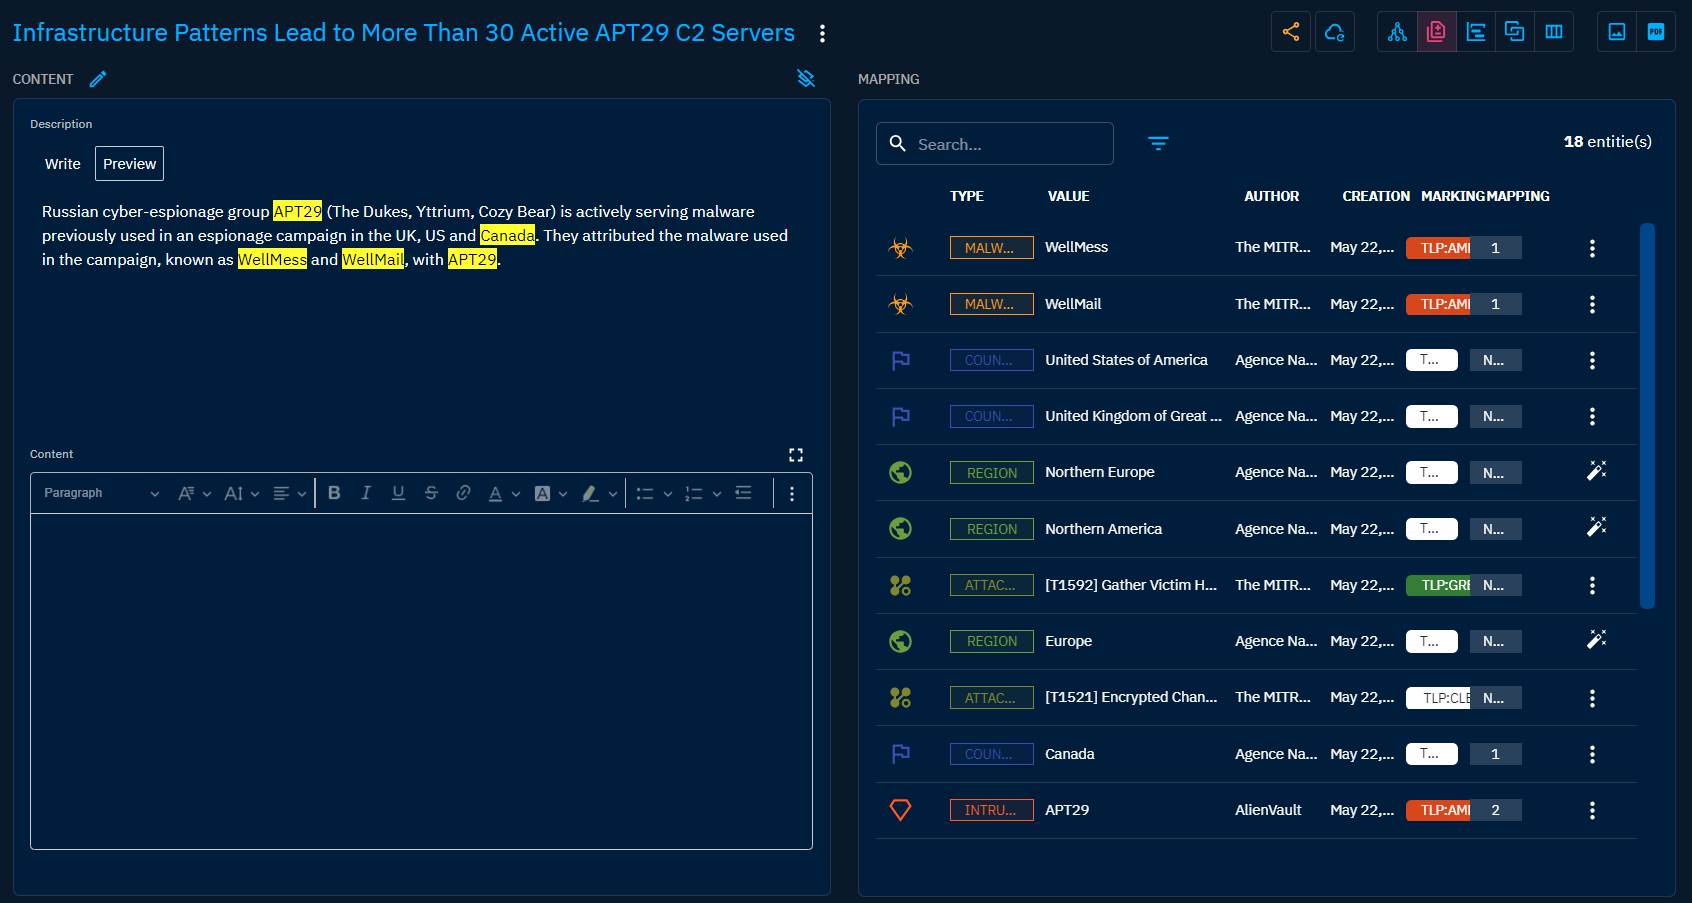 Infrastructure Patterns Lead to More Than 30 Active APT29 C2 Servers
PDF
CONTENT
MAPPING
Description
Write Preview
Russian cyber-espionage group APT29 (The Dukes, Yttrium, Cozy Bear) is actively serving malware
previously used in an espionage campaign in the UK, US and Canada. They attributed the malware used
in the campaign, known as WellMess and WellMail, with APT29.
Content
Paragraph
Search...
18 entitie(s)
TYPE VALUE AUTHOR CREATION MARKING MAPPING
MALW... WellMess The MITR... May 22,... TLP:AMI 1
MALW... WellMail The MITR... May 22,... TLP:AMI 1
COUN... United States of America Agence Na... May 22,... T... N...
COUN... United Kingdom of Great ... Agence Na... May 22,... T... N...
REGION Northern Europe Agence Na... May 22,... T... N...
REGION Northern America Agence Na... May 22,... T... N...
ATTAC... [T1592] Gather Victim H... The MITR... May 22,... TLP:GRE N...
REGION Europe Agence Na... May 22,... T... N...
ATTAC... [T1521] Encrypted Chan... The MITR... May 22,... TLP:CLE N...
COUN... Canada Agence Na... May 22,... T... 1
INTRU... APT29 AlienVault May 22,... TLP:AMI 2